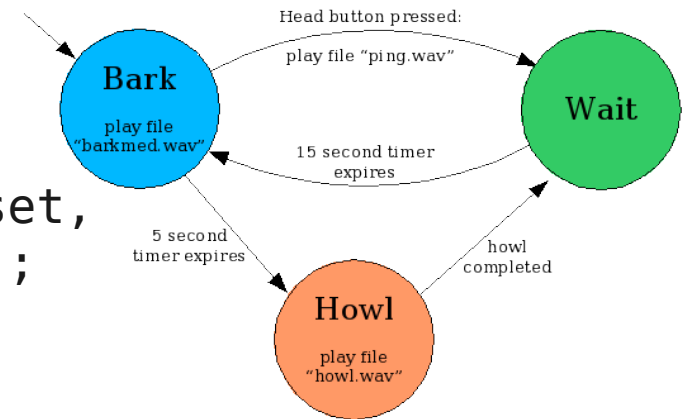 Head button pressed:
play file “ping.wav”
Bark
play file
“barkmed.wav”
Wait
15 second timer
expires
set,
;
5 second
timer expires
howl
completed
Howl
play file
“howl.wav”